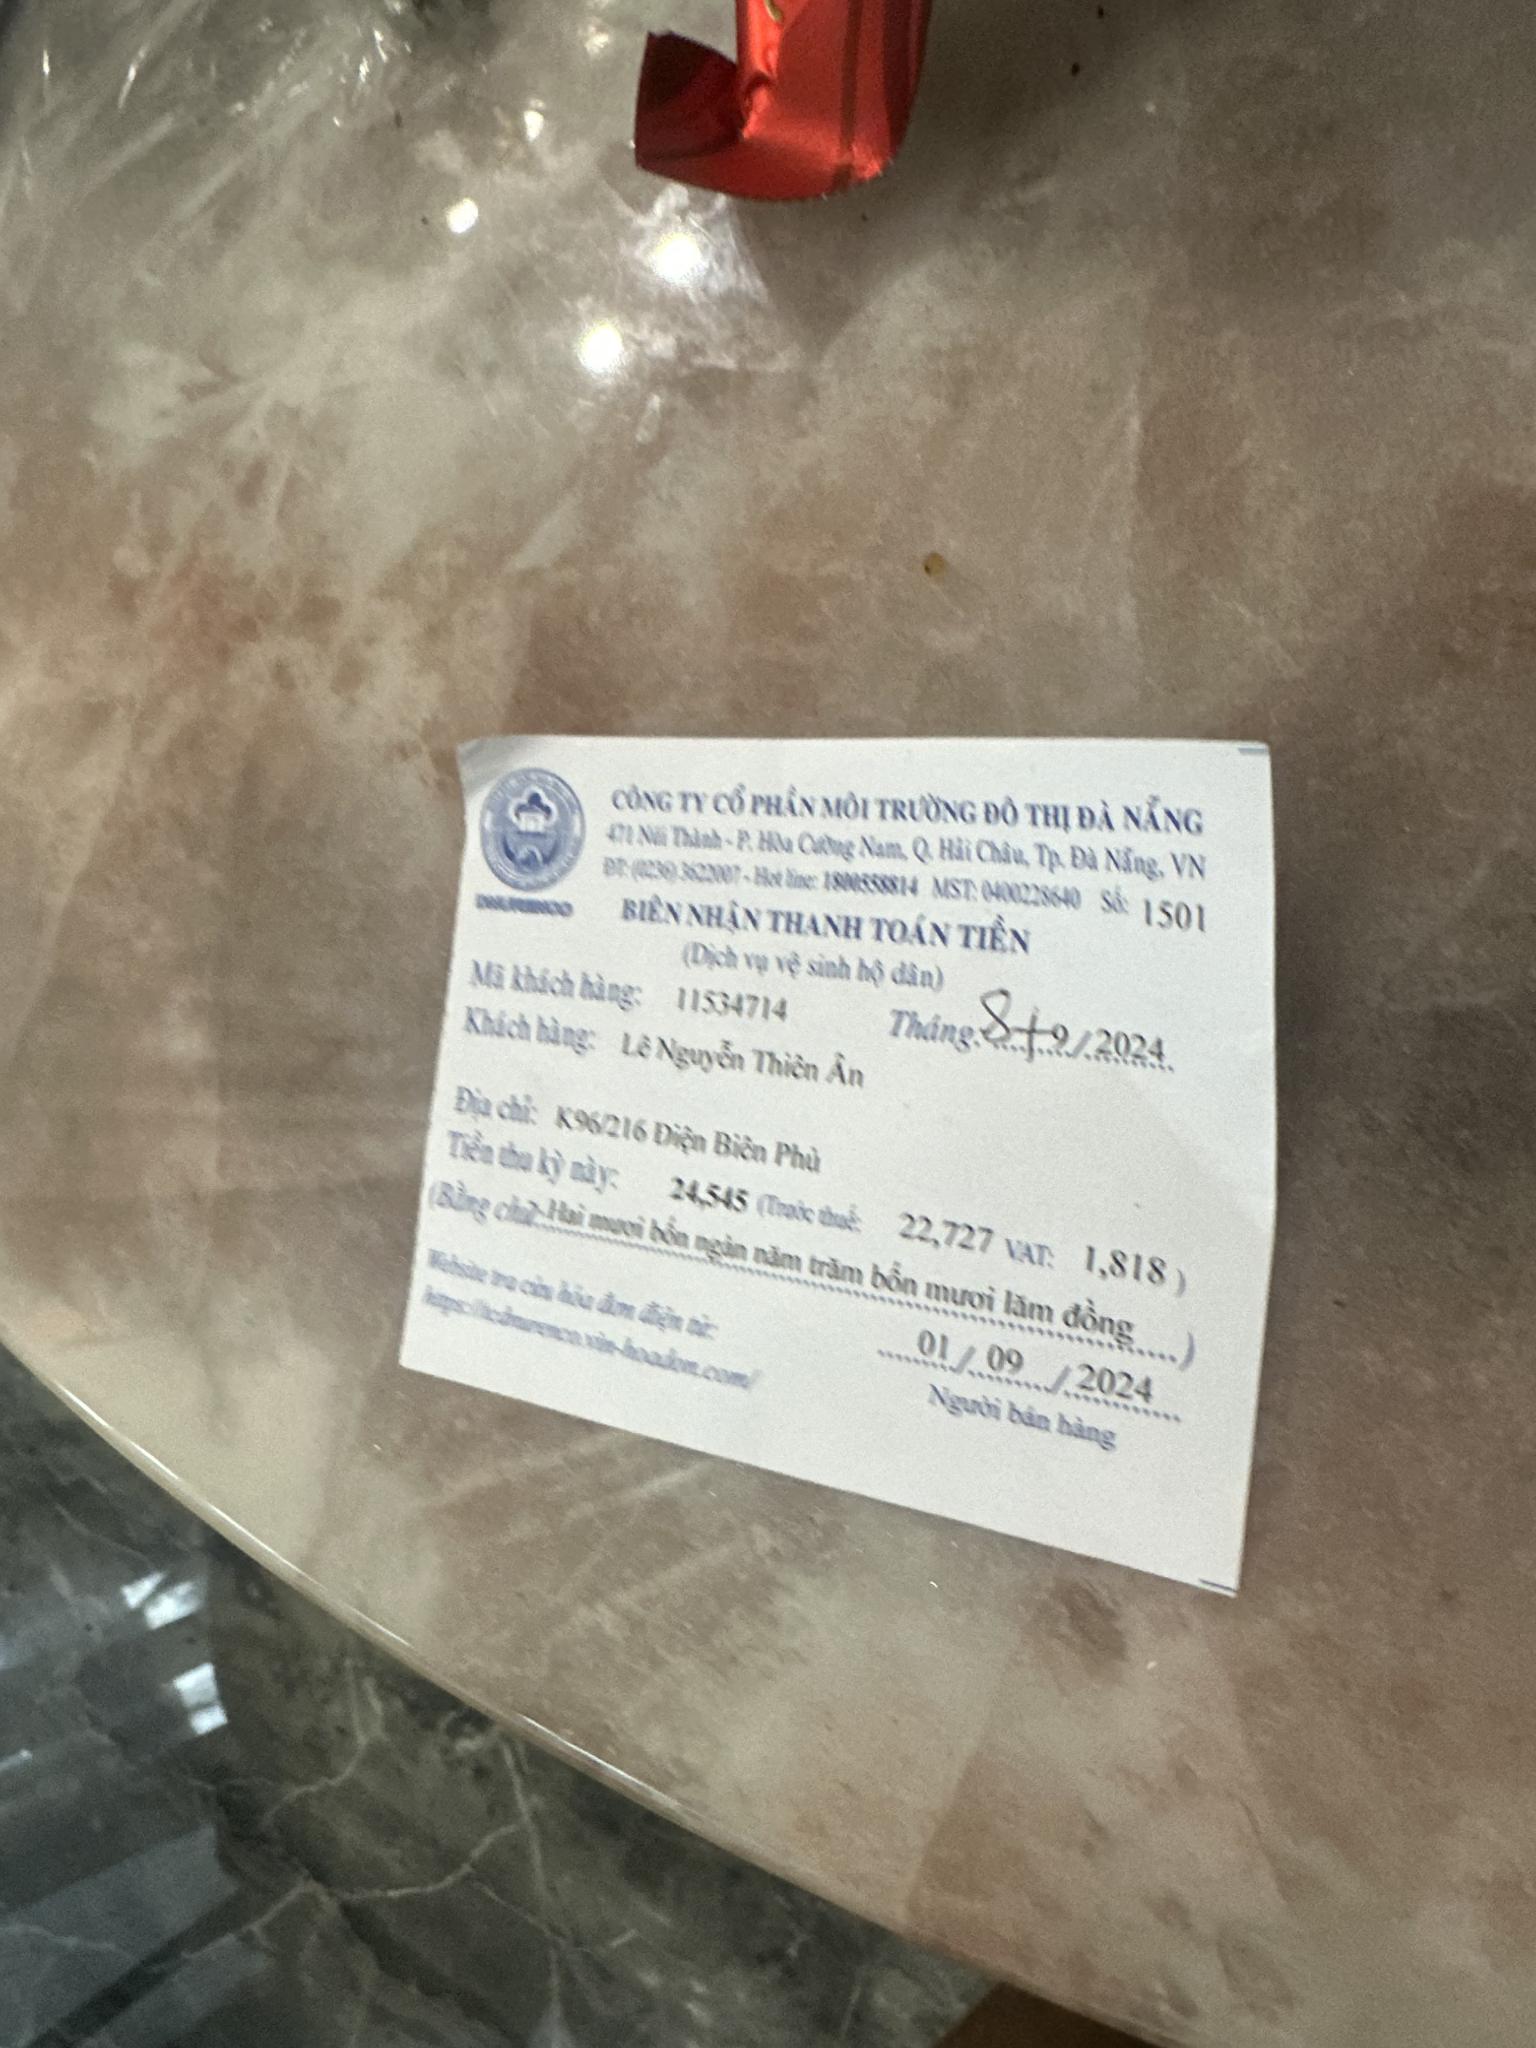 CÔNG TY CỔ PHẦN MÔI TRƯỜNG ĐÔ THỊ ĐÀ NẴNG
471 Núi Thành - P. Hòa Cường Nam, Q. Hải Châu, Tp. Đà Nẵng, VN
ĐT: (0236) 3622007 - Hot line: 1800558814 MST: 0400228640 Số: 1501
BIÊN NHẬN THANH TOÁN TIỀN
(Dịch vụ vệ sinh hộ dân)
Mã khách hàng: 11534714 Tháng: 8+9/2024
Khách hàng: Lê Nguyễn Thiên Ân
Địa chỉ: K96/216 Điện Biên Phủ
Tiền thu kỳ này: 24,545 (Trước thuế: 22,727 VAT: 1,818)
(Bằng chữ: Hai mươi bốn ngàn năm trăm bốn mươi lăm đồng)
Website tra cứu hóa đơn điện tử:
01 / 09 / 2024
Người bán hàng